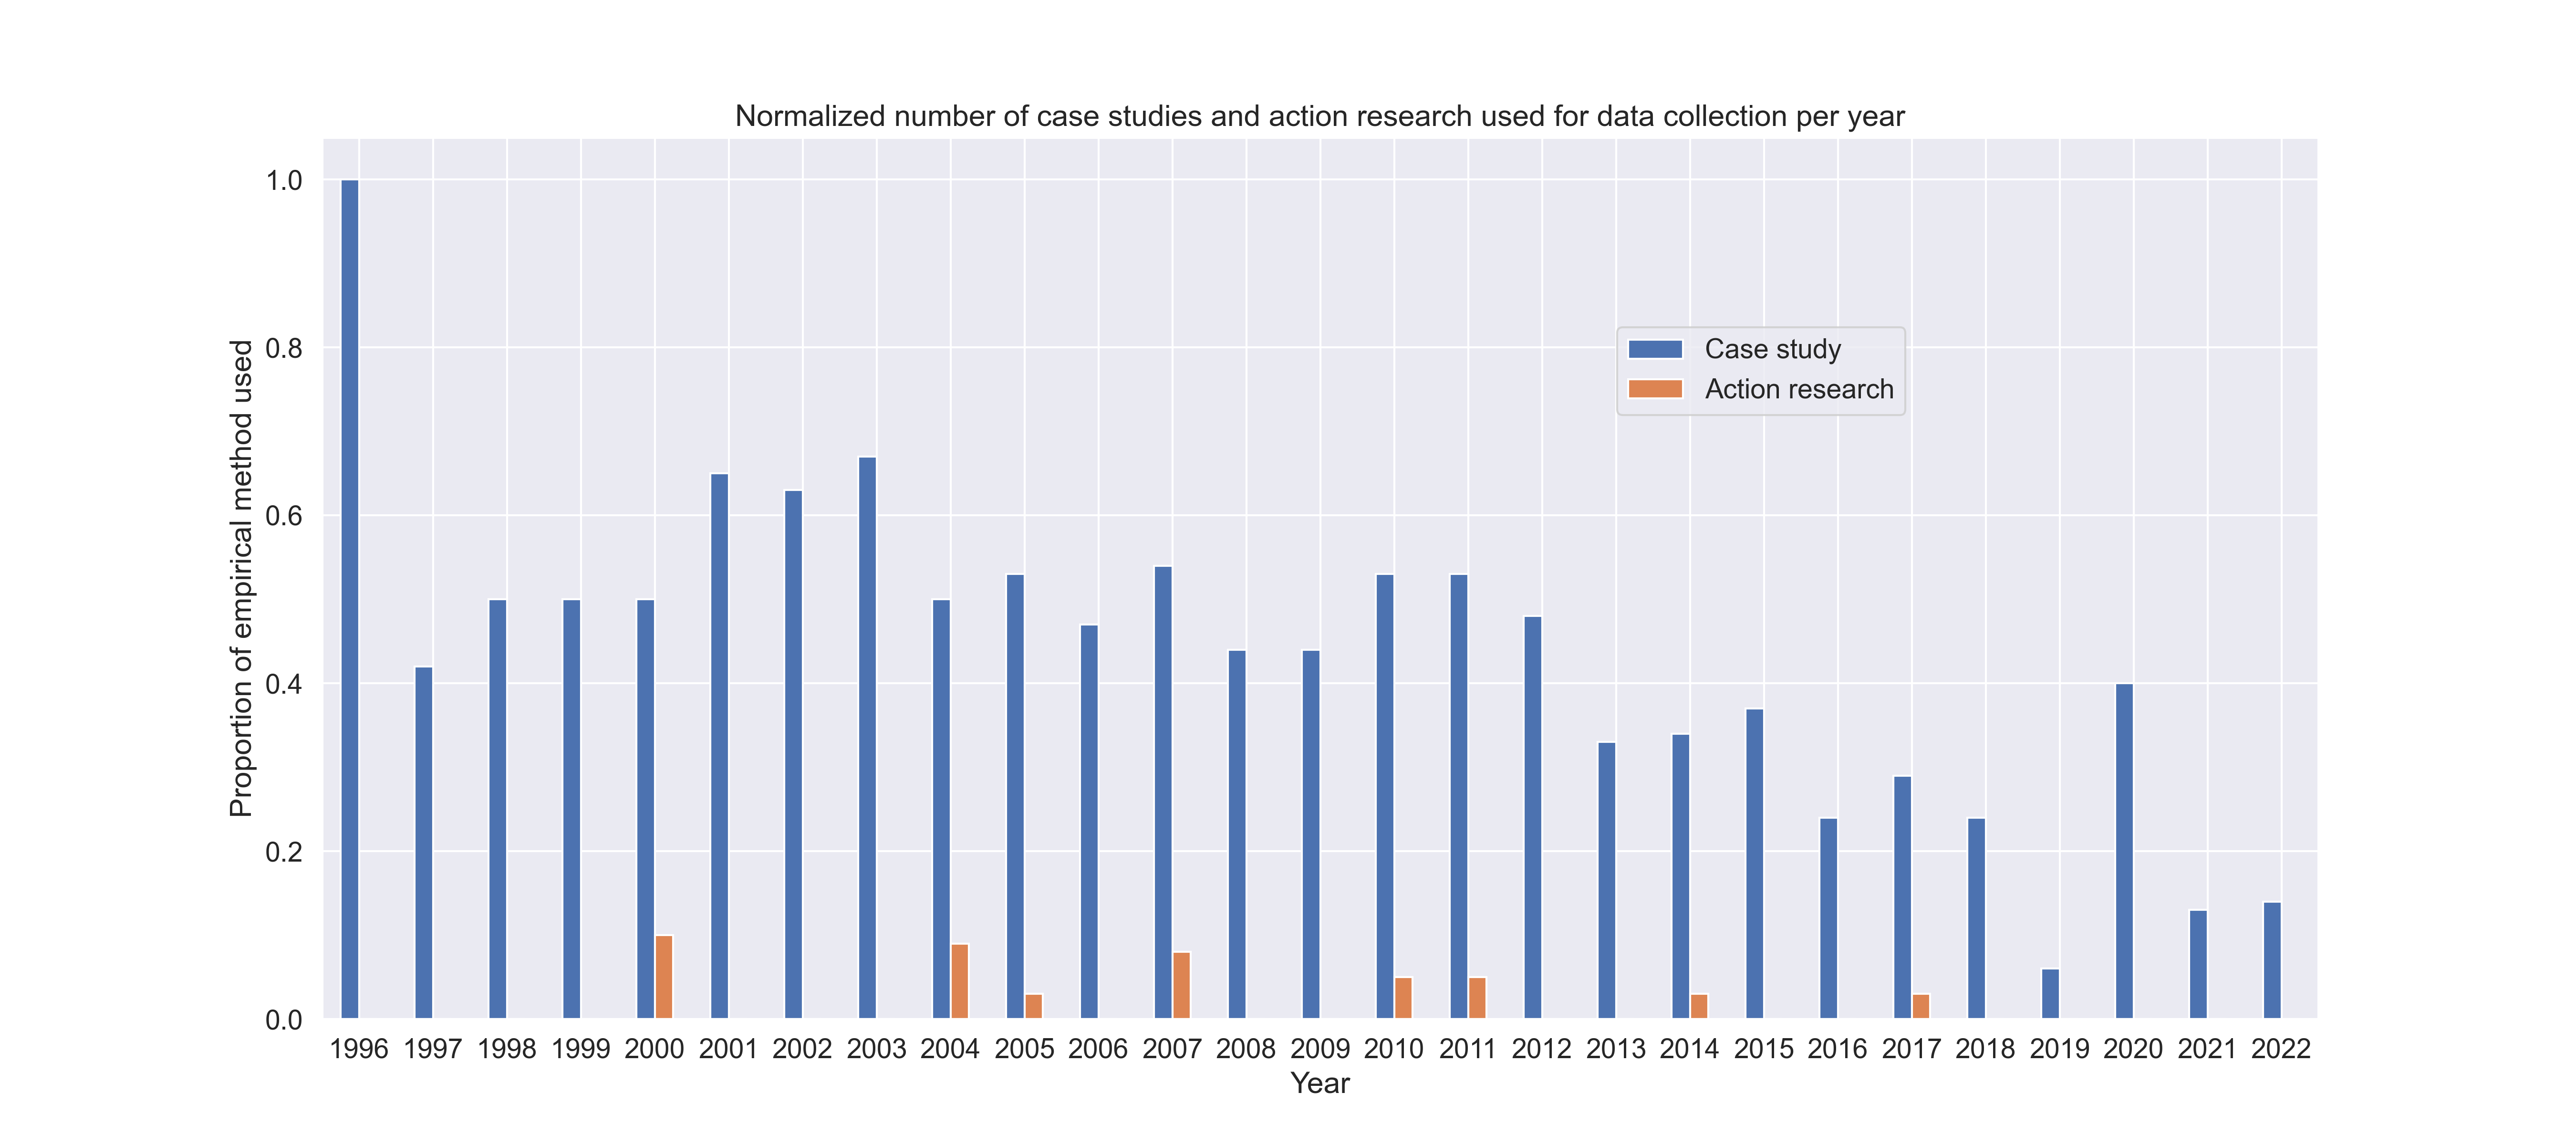 Normalized number of case studies and action research used for data collection per year
Proportion of empirical method used
1.0
0.8
0.6
0.4
0.2
0.0
Case study
Action research
1996 1997 1998 1999 2000 2001 2002 2003 2004 2005 2006 2007 2008 2009 2010 2011 2012 2013 2014 2015 2016 2017 2018 2019 2020 2021 2022
Year